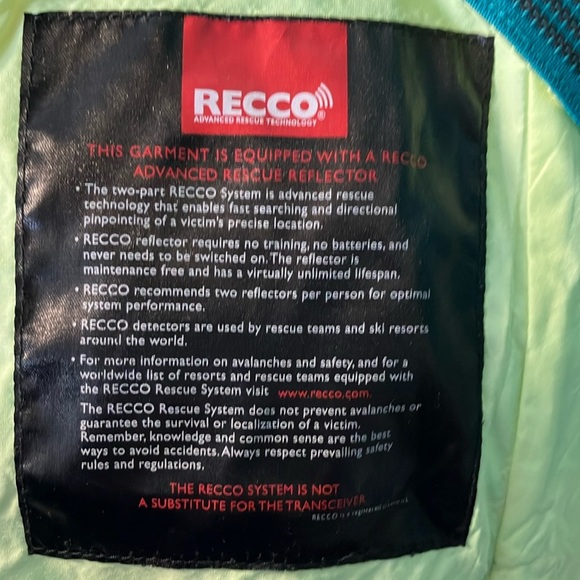 RECCO®
ADVANCED RESCUE TECHNOLOGY
THIS GARMENT IS EQUIPPED WITH A RECCO
ADVANCED RESCUE REFLECTOR
• The two-part RECCO System is advanced rescue
technology that enables fast searching and directional
pinpointing of a victim's precise location.
• RECCO reflector requires no training, no batteries, and
never needs to be switched on. The reflector is
maintenance free and has a virtually unlimited lifespan.
• RECCO recommends two reflectors per person for optimal
system performance.
• RECCO detectors are used by rescue teams and ski resorts
around the world.
• For more information on avalanches and safety, and for a
worldwide list of resorts and rescue teams equipped with
the RECCO Rescue System visit www.recco.com.
The RECCO Rescue System does not prevent avalanches or
guarantee the survival or localization of a victim.
Remember, knowledge and common sense are the best
ways to avoid accidents. Always respect prevailing safety
rules and regulations.
THE RECCO SYSTEM IS NOT
A SUBSTITUTE FOR THE TRANSCEIVER
RECCO is a registered